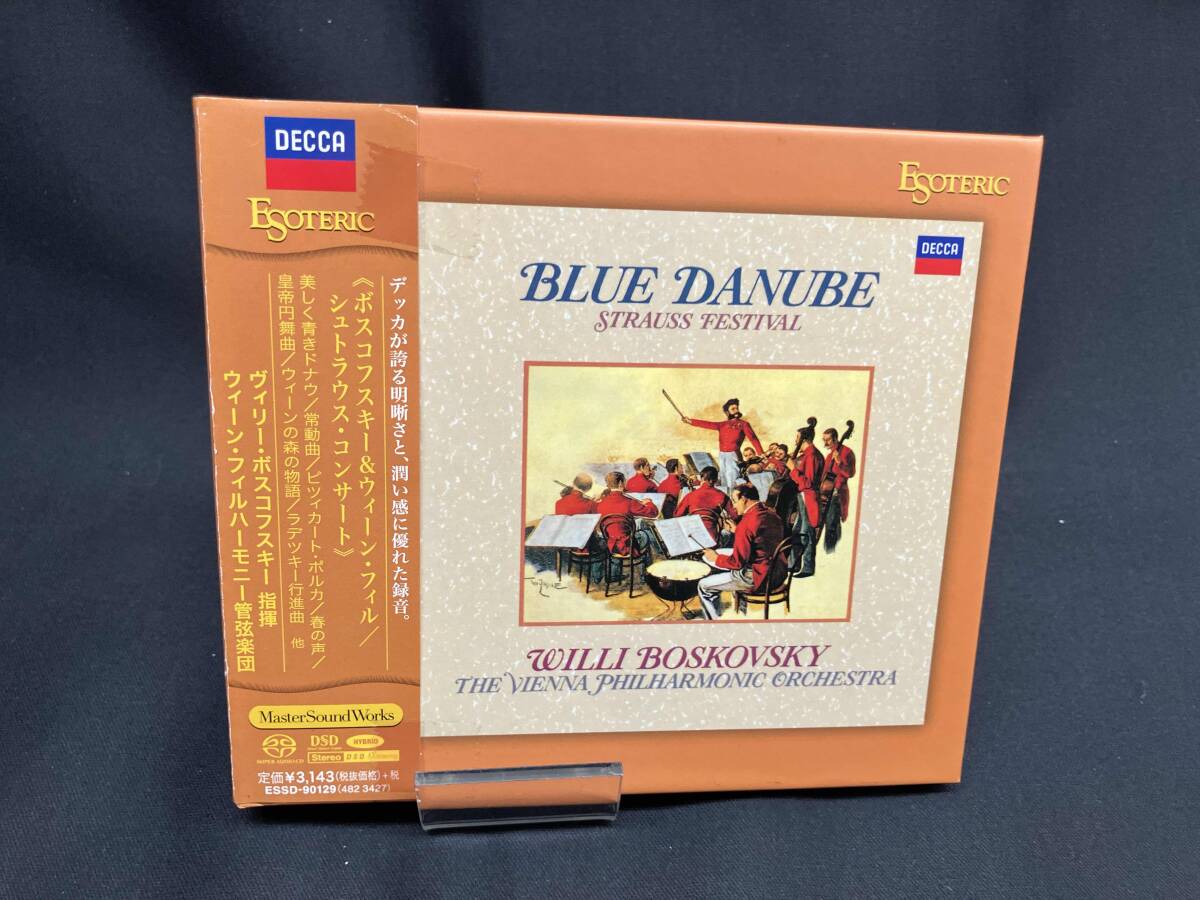 DECCA
ESOTERIC
デッカが誇る明晰さと、潤い感に優れた録音。
《ボスコフスキー&ウィーン・フィル/
シュトラウス・コンサート》
美しく青きドナウ/常動曲/ピツィカート・ポルカ/春の声/
皇帝円舞曲/ウィーンの森の物語/ラデツキー行進曲 他
ヴィリー・ボスコフスキー 指揮
ウィーン・フィルハーモニー管弦楽団
MasterSoundWorks
SUPER AUDIO CD
DSD
HYBRID
Stereo
DSD
定価¥3,143(税抜価格)+税
ESSD-90129(482 3427)
ESOTERIC
DECCA
BLUE DANUBE
STRAUSS FESTIVAL
WILLI BOSKOVSKY
THE VIENNA PHILHARMONIC ORCHESTRA